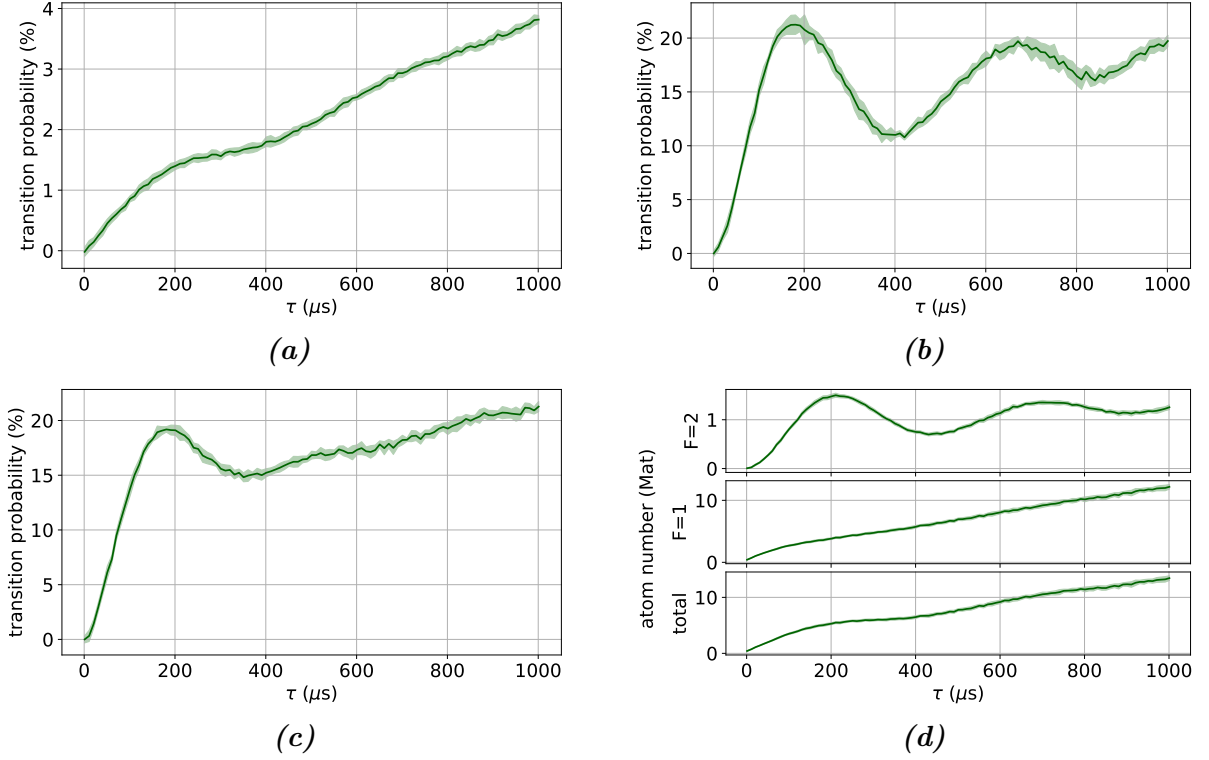 transition probability (%)
4
3
2
1
0
0 200 400 600 800 1000
τ (μs)
(a)
transition probability (%)
20
15
10
5
0
0 200 400 600 800 1000
τ (μs)
(b)
transition probability (%)
20
15
10
5
0
0 200 400 600 800 1000
τ (μs)
(c)
atom number (Mat)
F=2
1
0
F=1
10
0
total
10
0
0 200 400 600 800 1000
τ (μs)
(d)